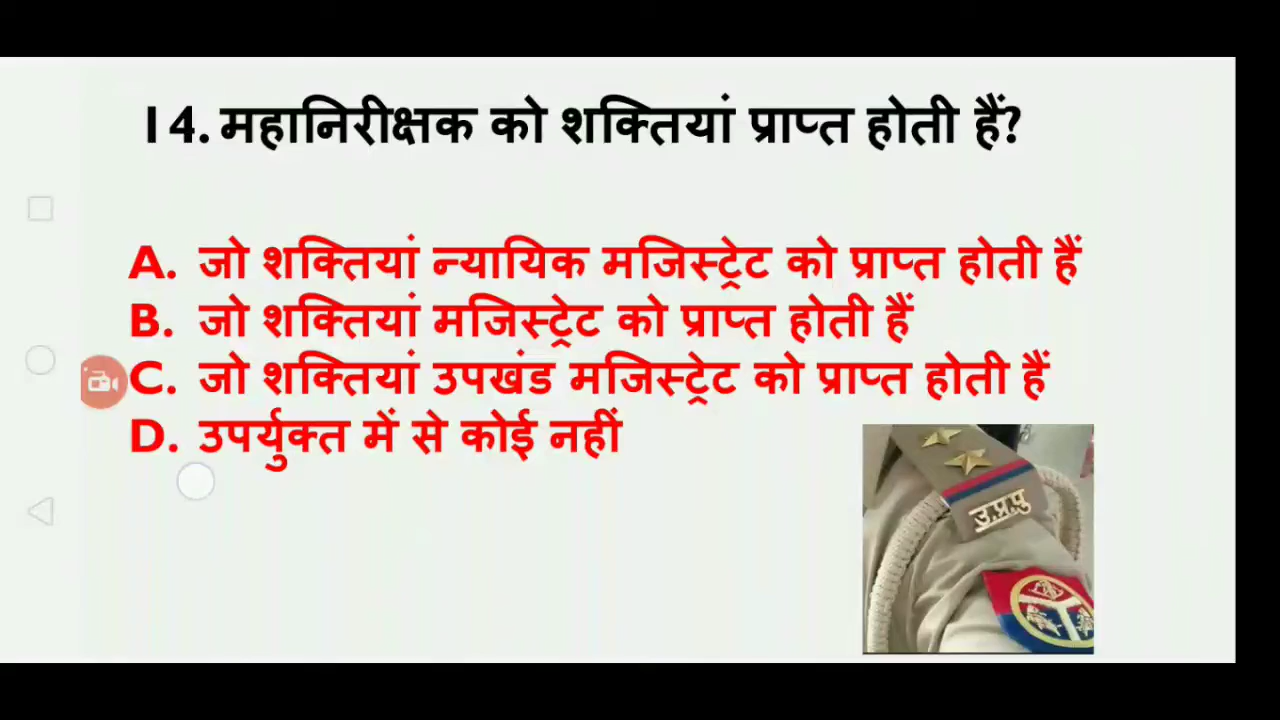 14. महानिरीक्षक को शक्तियां प्राप्त होती हैं?
A. जो शक्तियां न्यायिक मजिस्ट्रेट को प्राप्त होती हैं
B. जो शक्तियां मजिस्ट्रेट को प्राप्त होती हैं
C. जो शक्तियां उपखंड मजिस्ट्रेट को प्राप्त होती हैं
D. उपर्युक्त में से कोई नहीं
उ.प्र.पु